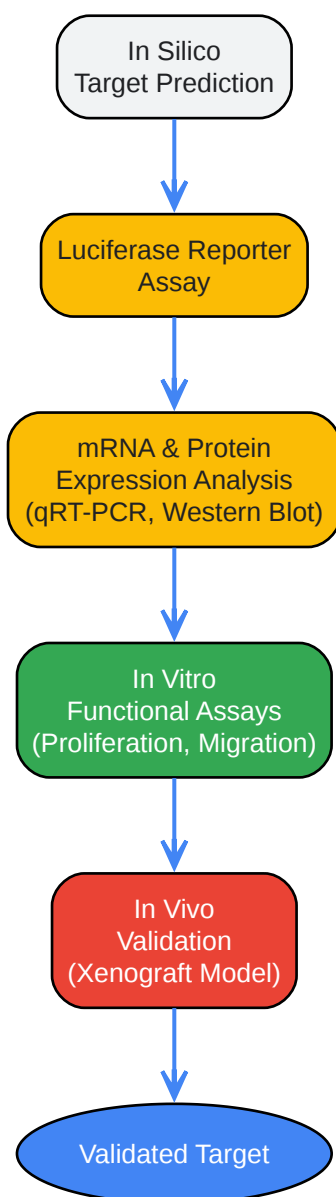 In Silico
Target Prediction
Luciferase Reporter
Assay
mRNA & Protein
Expression Analysis
(qRT-PCR, Western Blot)
In Vitro
Functional Assays
(Proliferation, Migration)
In Vivo
Validation
(Xenograft Model)
Validated Target